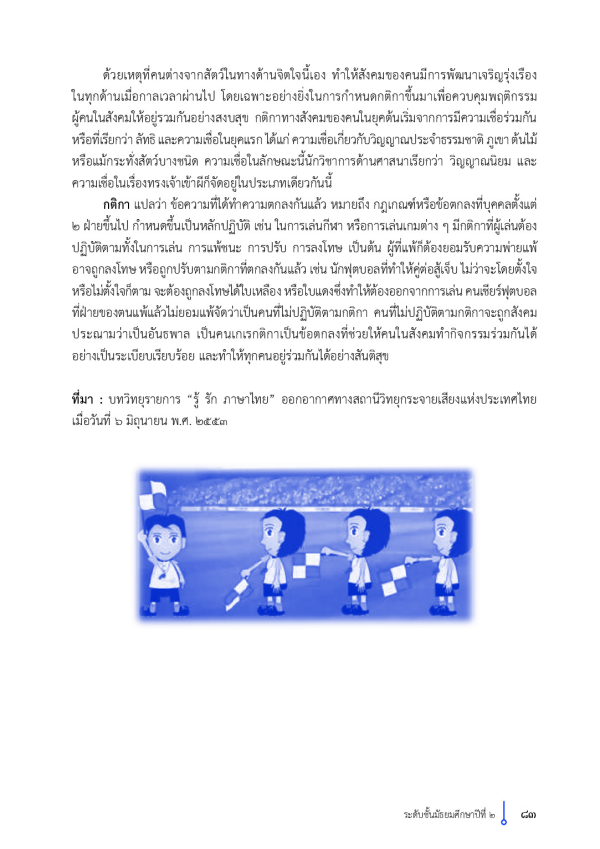 ด้วยเหตุที่คนต่างจากสัตว์ในทางด้านจิตใจนี้เอง ทำให้สังคมของคนมีการพัฒนาเจริญรุ่งเรือง
ในทุกด้านเมื่อกาลเวลาผ่านไป โดยเฉพาะอย่างยิ่งในการกำหนดกติกาขึ้นมาเพื่อควบคุมพฤติกรรม
ผู้คนในสังคมให้อยู่รวมกันอย่างสงบสุข กติกาทางสังคมของคนในยุคต้นเริ่มจากการมีความเชื่อร่วมกัน
หรือที่เรียกว่า ลัทธิ และความเชื่อในยุคแรก ได้แก่ ความเชื่อเกี่ยวกับวิญญาณประจำธรรมชาติ ภูเขา ต้นไม้
หรือแม้กระทั่งสัตว์บางชนิด ความเชื่อในลักษณะนี้นักวิชาการด้านศาสนาเรียกว่า วิญญาณนิยม และ
ความเชื่อในเรื่องทรงเจ้าเข้าผีก็จัดอยู่ในประเภทเดียวกันนี้
กติกา แปลว่า ข้อความที่ได้ทำความตกลงกันแล้ว หมายถึง กฎเกณฑ์หรือข้อตกลงที่บุคคลตั้งแต่
๒ ฝ่ายขึ้นไป กำหนดขึ้นเป็นหลักปฏิบัติ เช่น ในการเล่นกีฬา หรือการเล่นเกมต่าง ๆ มีกติกาที่ผู้เล่นต้อง
ปฏิบัติตามทั้งในการเล่น การแพ้ชนะ การปรับ การลงโทษ เป็นต้น ผู้ที่แพ้ก็ต้องยอมรับความพ่ายแพ้
อาจถูกลงโทษ หรือถูกปรับตามกติกาที่ตกลงกันแล้ว เช่น นักฟุตบอลที่ทำให้คู่ต่อสู้เจ็บ ไม่ว่าจะโดยตั้งใจ
หรือไม่ตั้งใจก็ตาม จะต้องถูกลงโทษได้ใบเหลือง หรือใบแดงซึ่งทำให้ต้องออกจากการเล่น คนเชียร์ฟุตบอล
ที่ฝ่ายของตนแพ้แล้วไม่ยอมแพ้จัดว่าเป็นคนที่ไม่ปฏิบัติตามกติกา คนที่ไม่ปฏิบัติตามกติกาจะถูกสังคม
ประณามว่าเป็นอันธพาล เป็นคนเกเรกติกาเป็นข้อตกลงที่ช่วยให้คนในสังคมทำกิจกรรมร่วมกันได้
อย่างเป็นระเบียบเรียบร้อย และทำให้ทุกคนอยู่ร่วมกันได้อย่างสันติสุข
ที่มา : บทวิทยุรายการ “รู้ รัก ภาษาไทย” ออกอากาศทางสถานีวิทยุกระจายเสียงแห่งประเทศไทย
เมื่อวันที่ ๖ มิถุนายน พ.ศ. ๒๕๕๓
ระดับชั้นมัธยมศึกษาปีที่ ๒ ๘๓